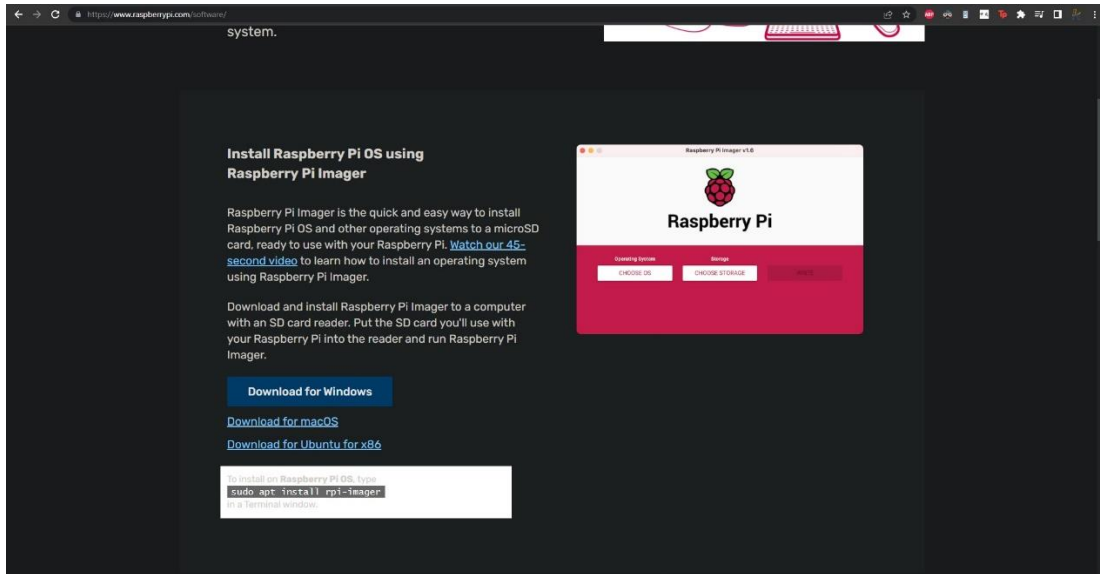 https://www.raspberrypi.com/software/
system.
Install Raspberry Pi OS using
Raspberry Pi Imager
Raspberry Pi Imager is the quick and easy way to install
Raspberry Pi OS and other operating systems to a microSD
card, ready to use with your Raspberry Pi. Watch our 45-
second video to learn how to install an operating system
using Raspberry Pi Imager.
Download and install Raspberry Pi Imager to a computer
with an SD card reader. Put the SD card you'll use with
your Raspberry Pi into the reader and run Raspberry Pi
Imager.
Download for Windows
Download for macOS
Download for Ubuntu for x86
To install on Raspberry Pi OS, type
sudo apt install rpi-imager
in a Terminal window.
Raspberry Pi Imager v1.6
Raspberry Pi
Operating System Storage
CHOOSE OS CHOOSE STORAGE WRITE